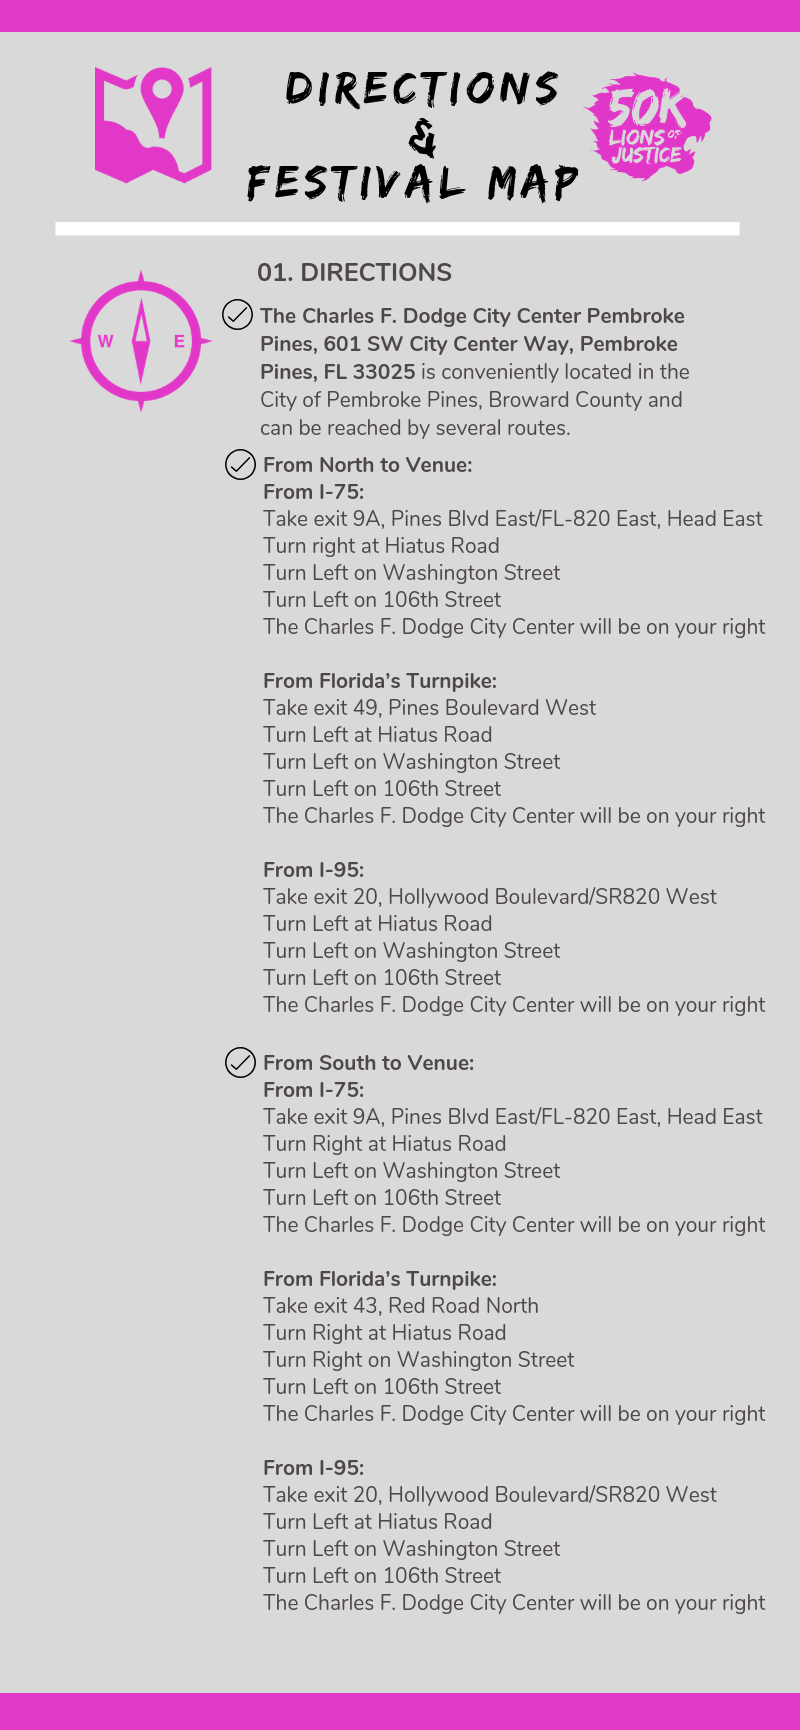 DIRECTIONS
&
FESTIVAL MAP
50K
LIONS OF
JUSTICE
W E
01. DIRECTIONS
The Charles F. Dodge City Center Pembroke
Pines, 601 SW City Center Way, Pembroke
Pines, FL 33025 is conveniently located in the
City of Pembroke Pines, Broward County and
can be reached by several routes.
From North to Venue:
From I-75:
Take exit 9A, Pines Blvd East/FL-820 East, Head East
Turn right at Hiatus Road
Turn Left on Washington Street
Turn Left on 106th Street
The Charles F. Dodge City Center will be on your right
From Florida’s Turnpike:
Take exit 49, Pines Boulevard West
Turn Left at Hiatus Road
Turn Left on Washington Street
Turn Left on 106th Street
The Charles F. Dodge City Center will be on your right
From I-95:
Take exit 20, Hollywood Boulevard/SR820 West
Turn Left at Hiatus Road
Turn Left on Washington Street
Turn Left on 106th Street
The Charles F. Dodge City Center will be on your right
From South to Venue:
From I-75:
Take exit 9A, Pines Blvd East/FL-820 East, Head East
Turn Right at Hiatus Road
Turn Left on Washington Street
Turn Left on 106th Street
The Charles F. Dodge City Center will be on your right
From Florida’s Turnpike:
Take exit 43, Red Road North
Turn Right at Hiatus Road
Turn Right on Washington Street
Turn Left on 106th Street
The Charles F. Dodge City Center will be on your right
From I-95:
Take exit 20, Hollywood Boulevard/SR820 West
Turn Left at Hiatus Road
Turn Left on Washington Street
Turn Left on 106th Street
The Charles F. Dodge City Center will be on your right